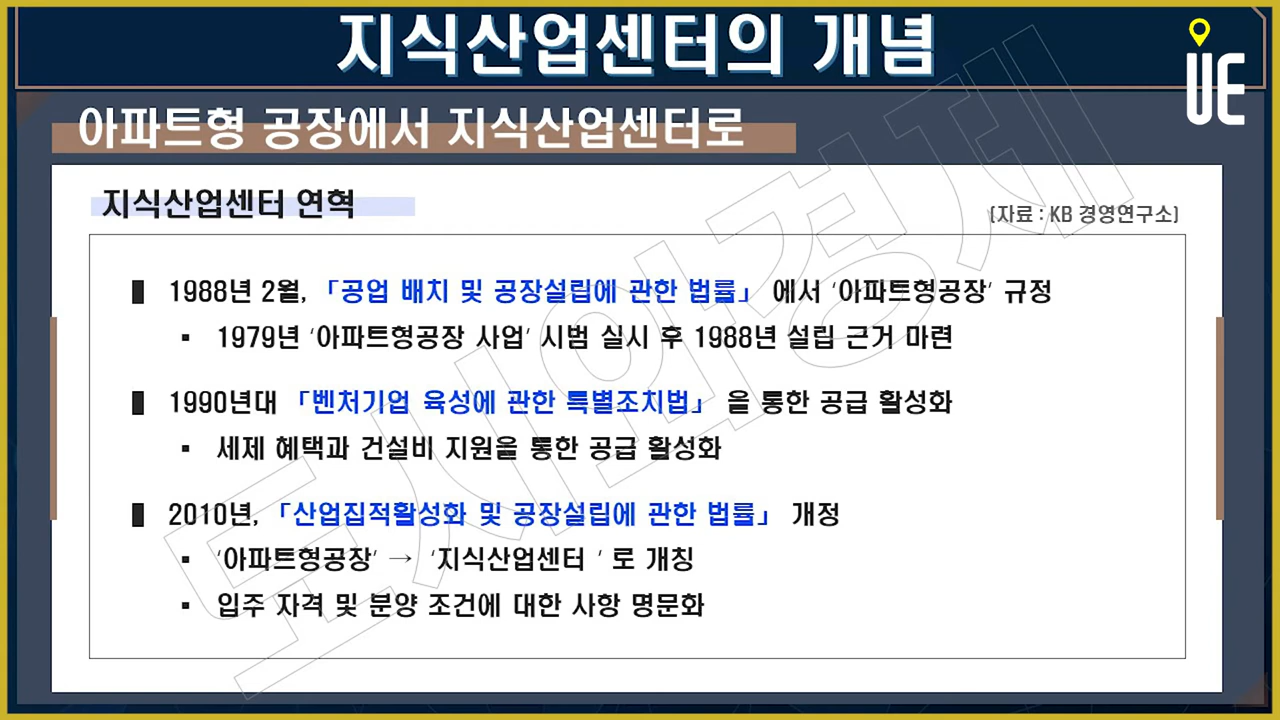 지식산업센터의 개념
UE
아파트형 공장에서 지식산업센터로
지식산업센터 연혁
(자료 : KB 경영연구소)
1988년 2월, 「공업 배치 및 공장설립에 관한 법률」 에서 ‘아파트형공장‘ 규정
▪ 1979년 ‘아파트형공장 사업’ 시범 실시 후 1988년 설립 근거 마련
1990년대 「벤처기업 육성에 관한 특별조치법」 을 통한 공급 활성화
▪ 세제 혜택과 건설비 지원을 통한 공급 활성화
2010년, 「산업집적활성화 및 공장설립에 관한 법률」 개정
▪ ‘아파트형공장’ → ‘지식산업센터 ’ 로 개칭
▪ 입주 자격 및 분양 조건에 대한 사항 명문화
도시와경제